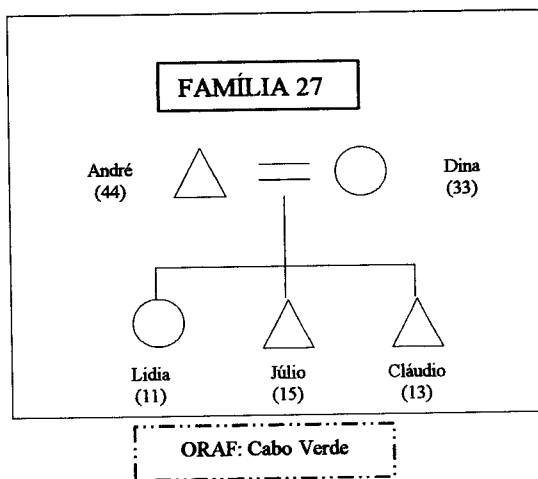 FAMÍLIA 27
André
(44)
Dina
(33)
Lidia
(11)
Júlio
(15)
Cláudio
(13)
ORAF: Cabo Verde